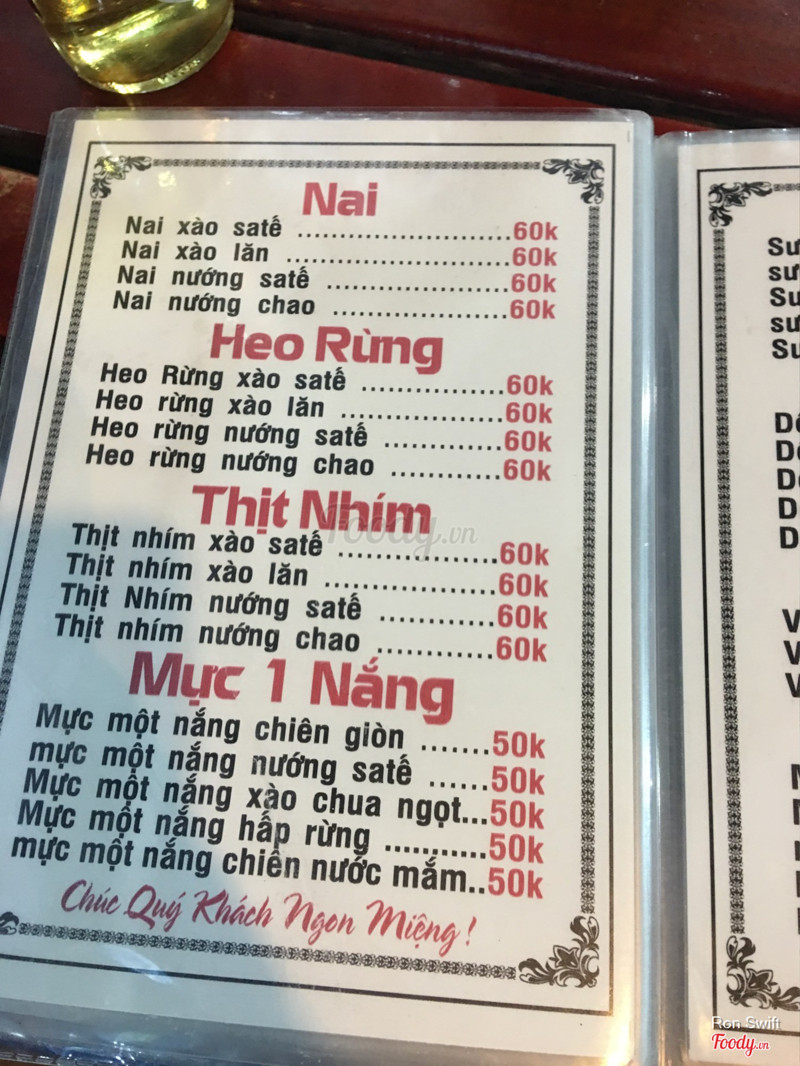 Nai
Nai xào satế ........................60k
Nai xào lăn .........................60k
Nai nướng satế ....................60k
Nai nướng chao ...................60k
Heo Rừng
Heo Rừng xào satế ................60k
Heo rừng xào lăn ..................60k
Heo rừng nướng satế .............60k
Heo rừng nướng chao ............60k
Thịt Nhím
Thịt nhím xào satế .................60k
Thịt nhím xào lăn ..................60k
Thịt Nhím nướng satế ............60k
Thịt nhím nướng chao ............60k
Mực 1 Nắng
Mực một nắng chiên giòn .......50k
mực một nắng nướng satế ......50k
Mực một nắng xào chua ngọt...50k
Mực một nắng hấp rừng ...........50k
mực một nắng chiên nước mắm..50k
Chúc Quý Khách Ngon Miệng!
Foody.vn
Ron Swift
Foody.vn